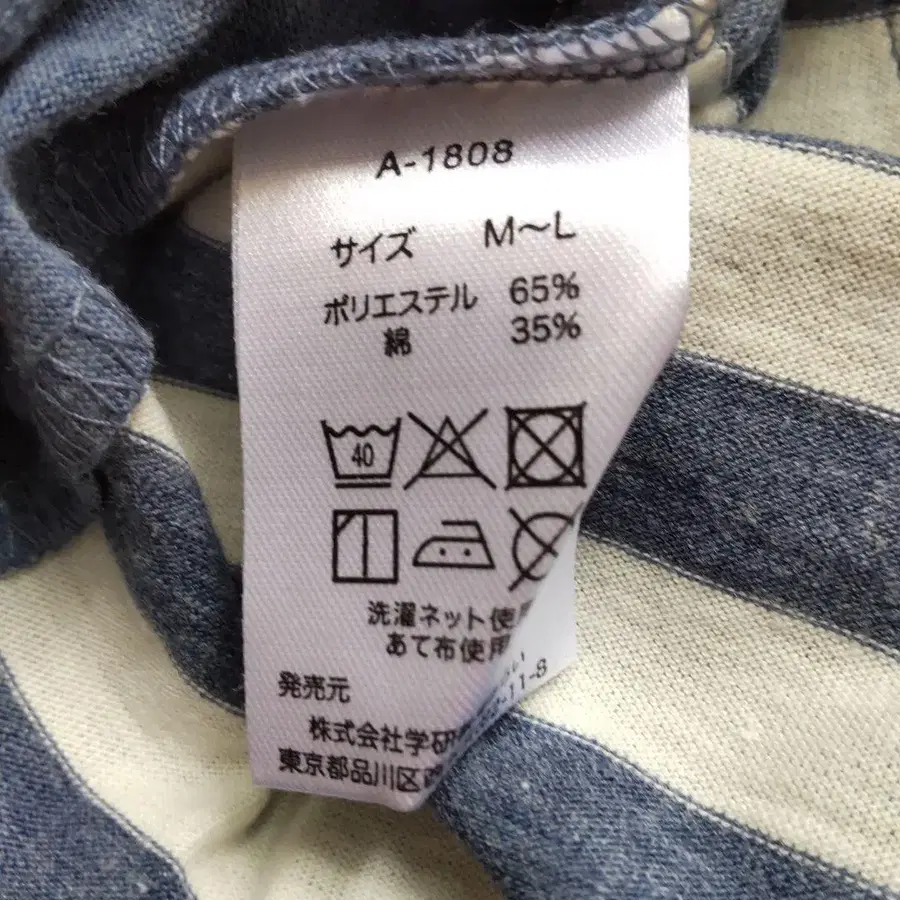 A-1808
サイズ M〜L
ポリエステル 65%
綿 35%
40
洗濯ネット使用
あて布使用
発売元
株式会社学研
東京都品川区
-11-8